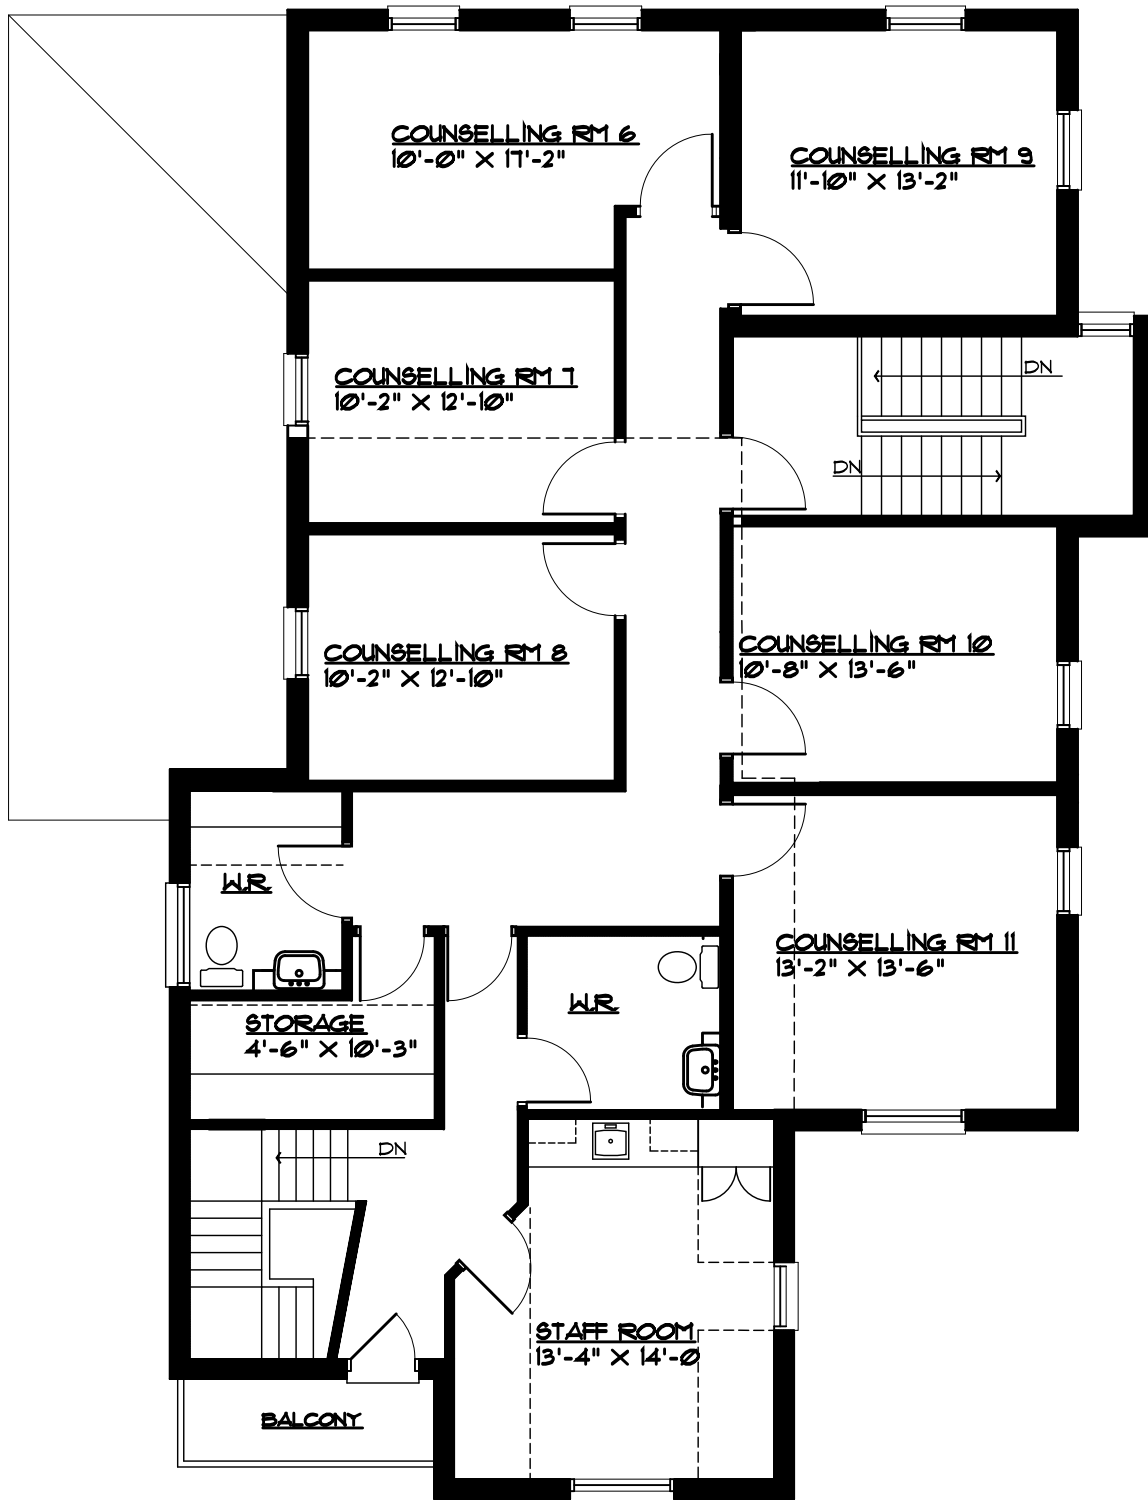 COUNSELLING RM 6
10'-0" X 17'-2"
COUNSELLING RM 9
11'-10" X 13'-2"
COUNSELLING RM 7
10'-2" X 12'-10"
DN
DN
COUNSELLING RM 8
10'-2" X 12'-10"
COUNSELLING RM 10
10'-8" X 13'-6"
W.R.
COUNSELLING RM 11
13'-2" X 13'-6"
W.R.
STORAGE
4'-6" X 10'-3"
DN
STAFF ROOM
13'-4" X 14'-0
BALCONY